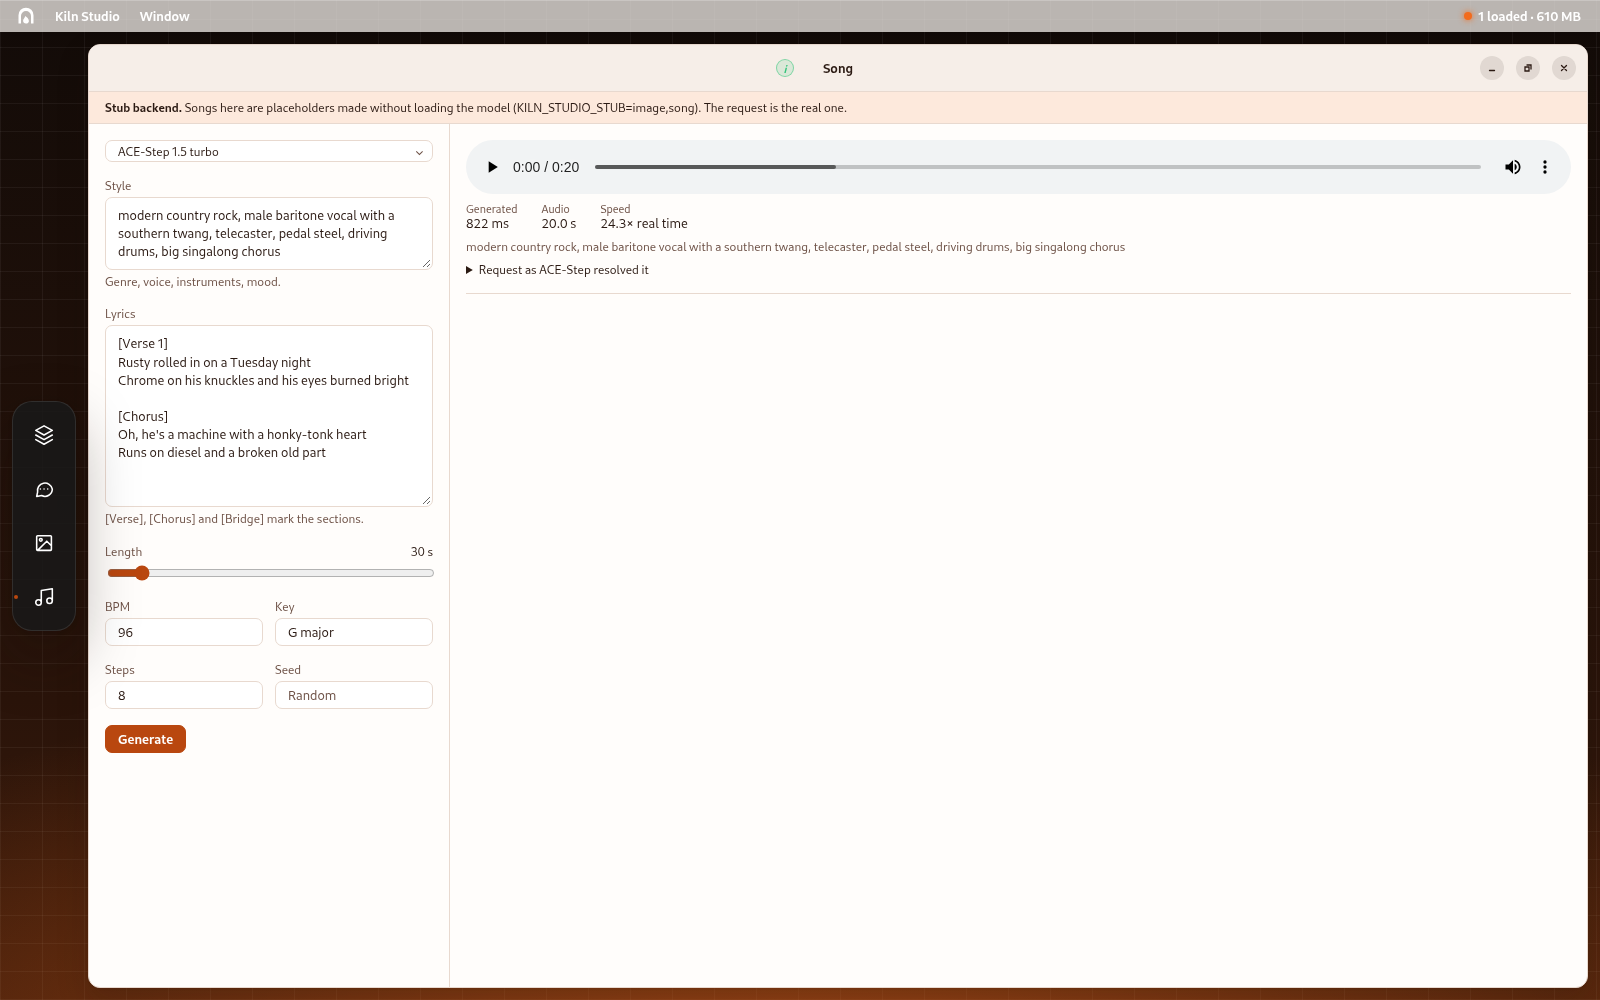 Kiln Studio
Window
1 loaded · 610 MB
i
Song
Stub backend. Songs here are placeholders made without loading the model (KILN_STUDIO_STUB=image,song). The request is the real one.
ACE-Step 1.5 turbo
Style
modern country rock, male baritone vocal with a
southern twang, telecaster, pedal steel, driving
drums, big singalong chorus
Genre, voice, instruments, mood.
Lyrics
[Verse 1]
Rusty rolled in on a Tuesday night
Chrome on his knuckles and his eyes burned bright
[Chorus]
Oh, he's a machine with a honky-tonk heart
Runs on diesel and a broken old part
[Verse], [Chorus] and [Bridge] mark the sections.
Length 30 s
BPM Key
96 G major
Steps Seed
8 Random
Generate
0:00 / 0:20
Generated Audio Speed
822 ms 20.0 s 24.3× real time
modern country rock, male baritone vocal with a southern twang, telecaster, pedal steel, driving drums, big singalong chorus
Request as ACE-Step resolved it